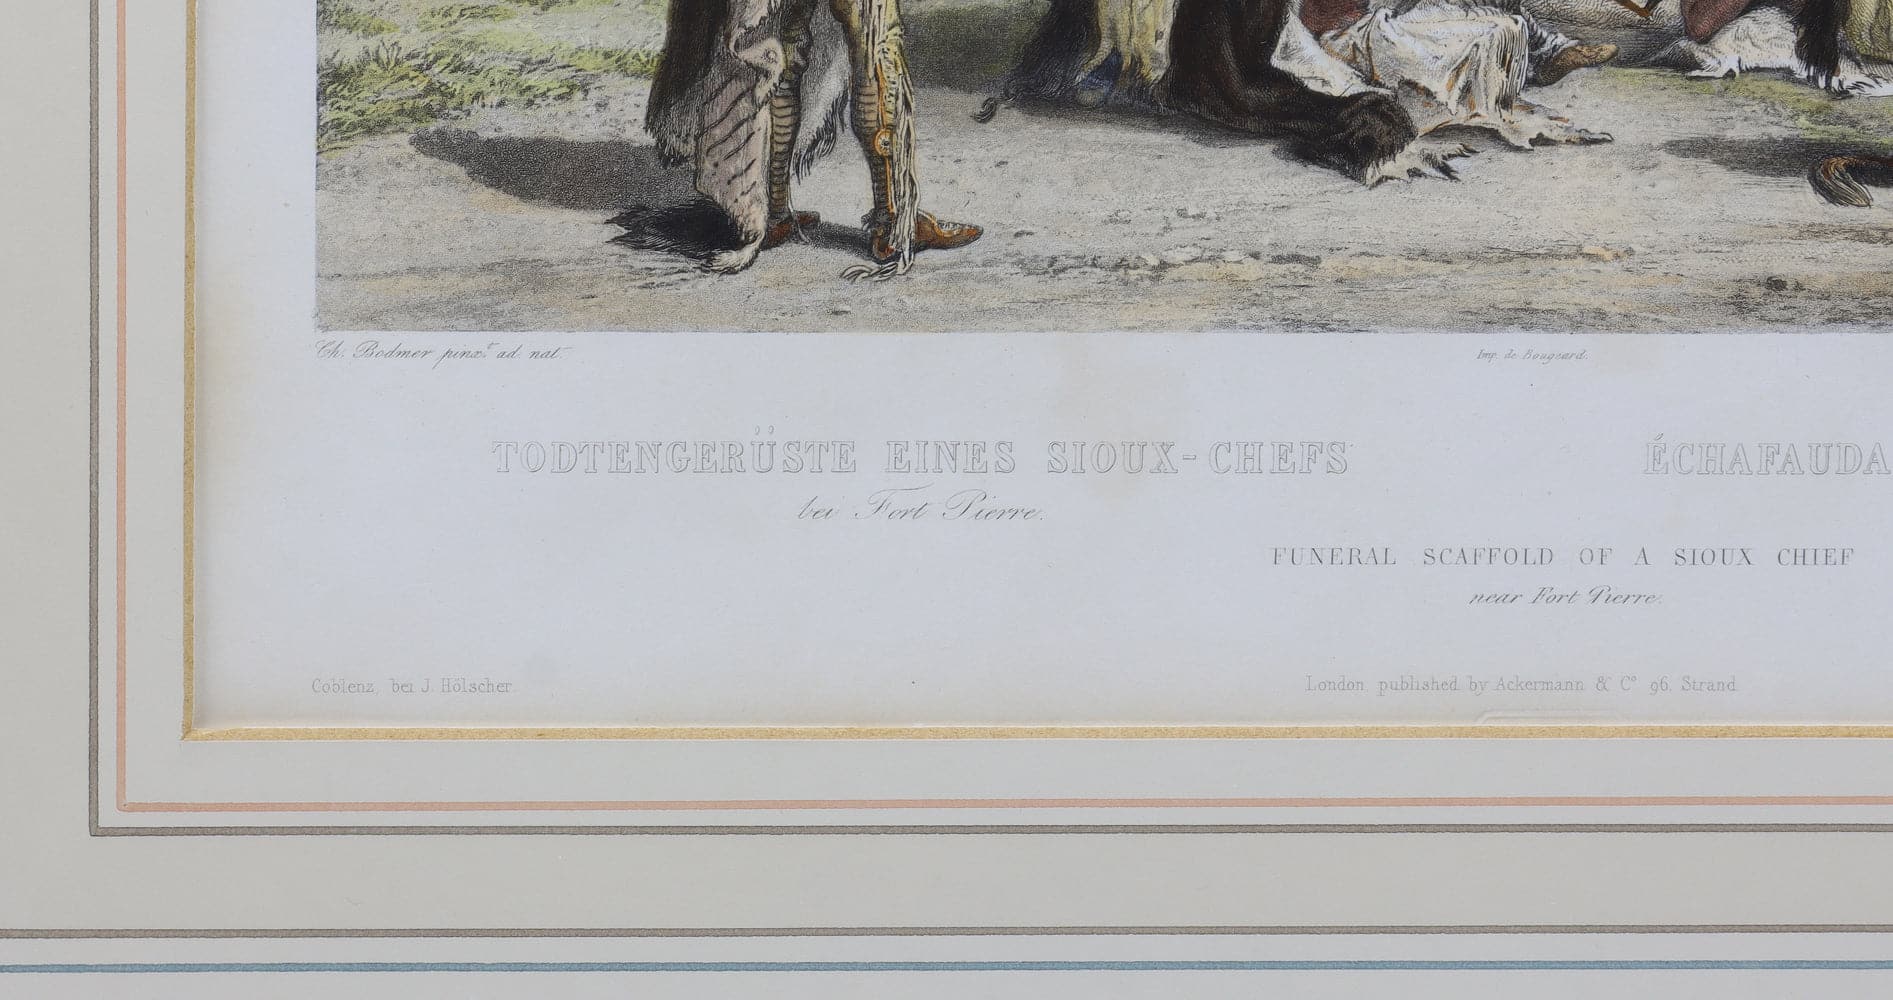 Ch. Bodmer pinx.t ad. nat.
Imp. de Bougeard.
TODTENGERÜSTE EINES SIOUX-CHEFS
bei Fort Pierre.
ÉCHAFAUDA
FUNERAL SCAFFOLD OF A SIOUX CHIEF
near Fort Pierre.
Coblenz, bei J. Hölscher.
London, published by Ackermann & Co 96, Strand